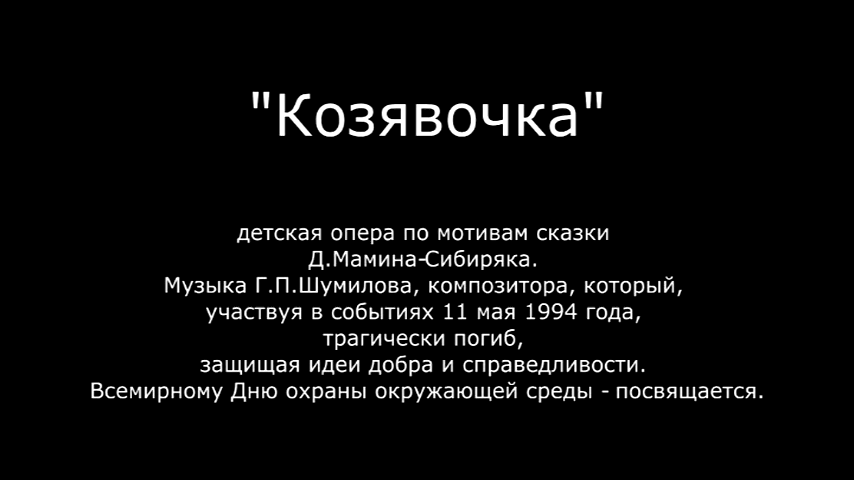 "Козявочка"
детская опера по мотивам сказки
Д.Мамина-Сибиряка.
Музыка Г.П.Шумилова, композитора, который,
участвуя в событиях 11 мая 1994 года,
трагически погиб,
защищая идеи добра и справедливости.
Всемирному Дню охраны окружающей среды - посвящается.